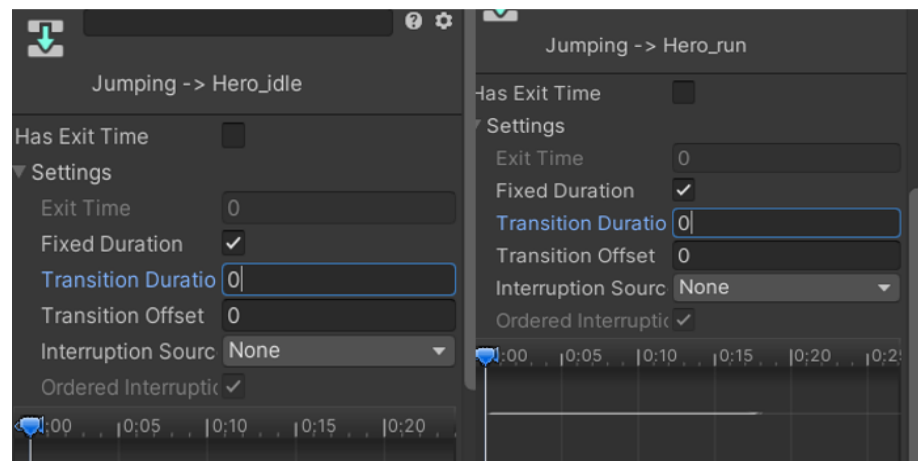 Jumping -> Hero_idle
Has Exit Time
Settings
Exit Time 0
Fixed Duration
Transition Duratio 0
Transition Offset 0
Interruption Sourc None
Ordered Interruptic
:00 0:05 0:10 0:15 0:20
Jumping -> Hero_run
Has Exit Time
Settings
Exit Time 0
Fixed Duration
Transition Duratio 0
Transition Offset 0
Interruption Sourc None
Ordered Interruptic
:00 0:05 0:10 0:15 0:20 0:2